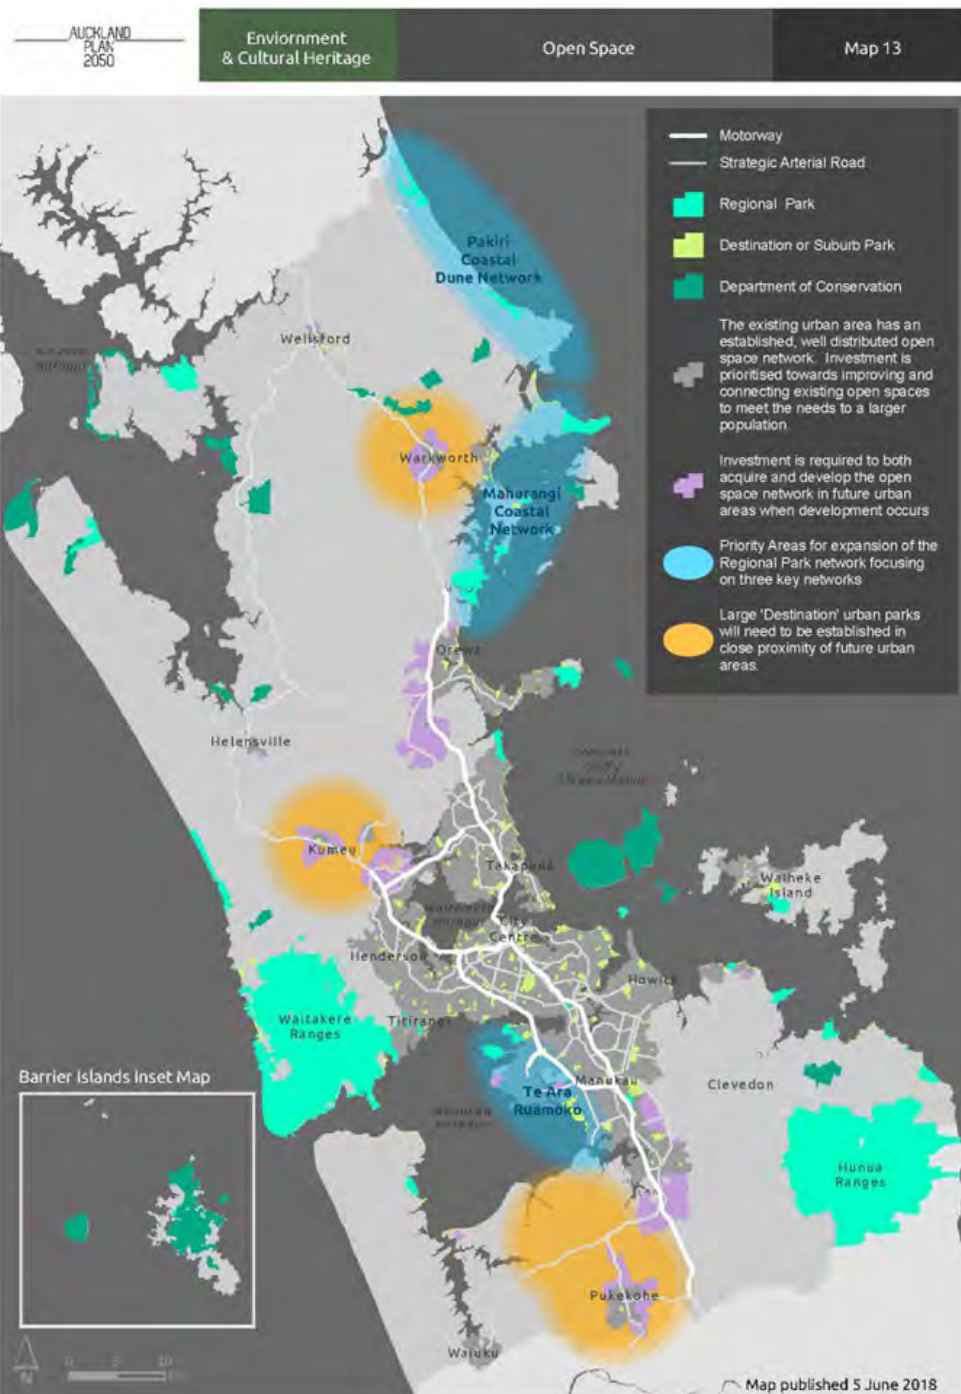 AUCKLAND
PLAN
2050
Enviornment
& Cultural Heritage
Open Space
Map 13
Motorway
Strategic Arterial Road
Regional Park
Destination or Suburb Park
Department of Conservation
The existing urban area has an
established, well distributed open
space network. Investment is
prioritised towards improving and
connecting existing open spaces
to meet the needs to a larger
population
Investment is required to both
acquire and develop the open
space network in future urban
areas when development occurs
Priority Areas for expansion of the
Regional Park network focusing
on three key networks
Large 'Destination' urban parks
will need to be established in
close proximity of future urban
areas.
Pakiri
Coastal
Dune Network
Wellsford
Warkworth
Mahurangi
Coastal
Network
Orewa
Helensville
Kumeu
Takapuna
Waiheke
Island
City
Centre
Henderson
Howick
Waitakere
Ranges
Titirangi
Manukau
Te Ara
Ruamoko
Clevedon
Hunua
Ranges
Barrier Islands Inset Map
Pukekohe
Waiuku
N
0
10
Map published 5 June 2018